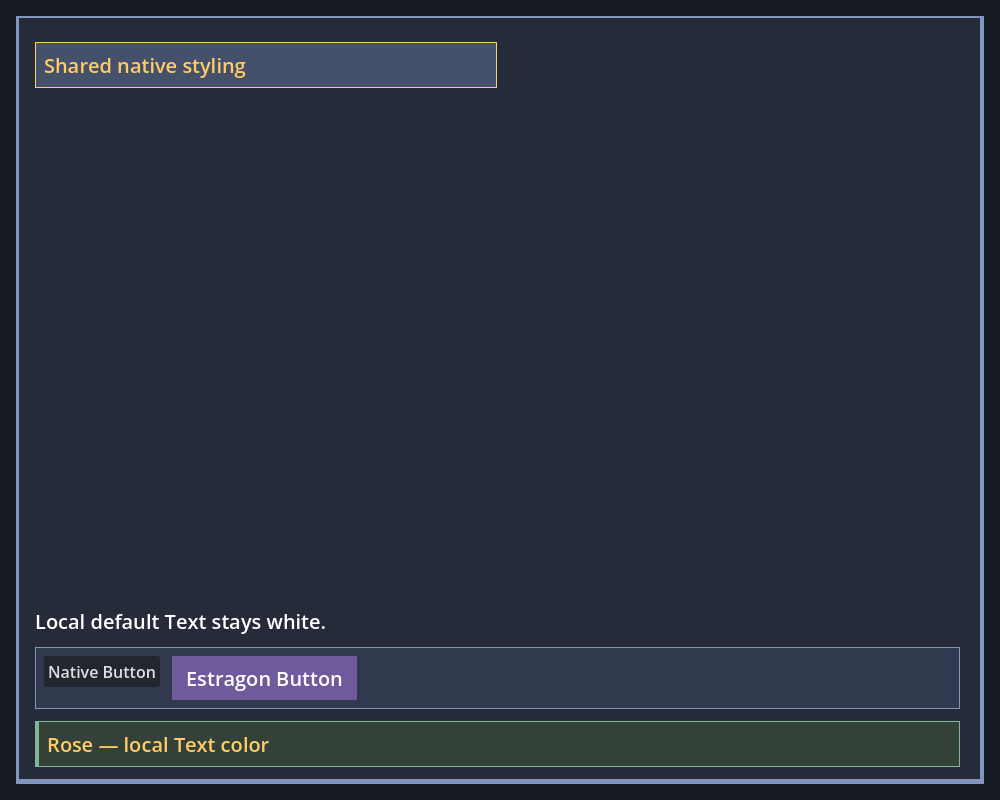 Shared native styling
Local default Text stays white.
Native Button Estragon Button
Rose — local Text color